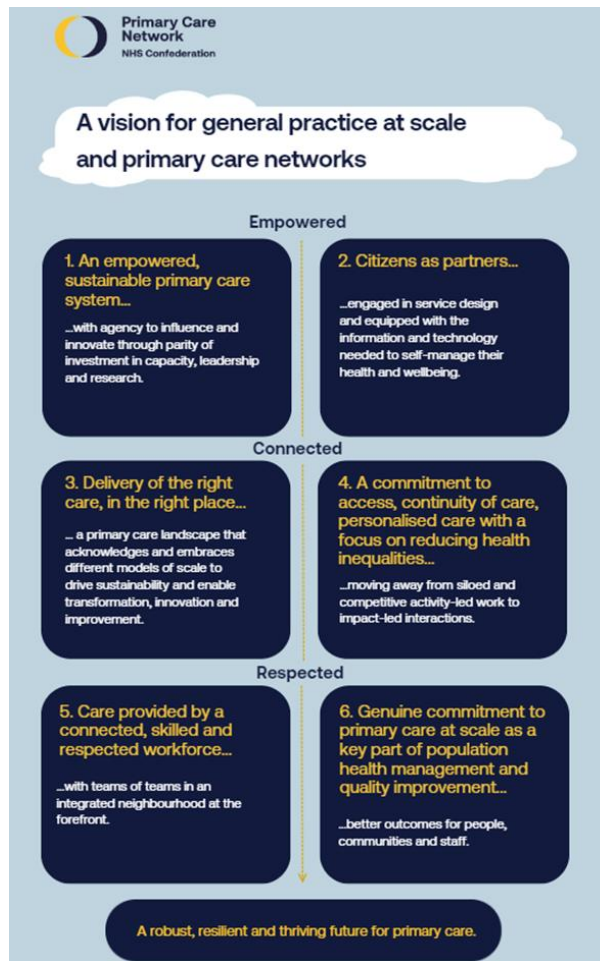 Primary Care
Network
NHS Confederation
A vision for general practice at scale
and primary care networks
Empowered
1. An empowered,
sustainable primary care
system...
...with agency to influence and
innovate through parity of
investment in capacity, leadership
and research.
2. Citizens as partners...
...engaged in service design
and equipped with the
information and technology
needed to self-manage their
health and wellbeing.
Connected
3. Delivery of the right
care, in the right place...
... a primary care landscape that
acknowledges and embraces
different models of scale to
drive sustainability and enable
transformation, innovation and
improvement.
4. A commitment to
access, continuity of care,
personalised care with a
focus on reducing health
inequalities...
...moving away from siloed and
competitive activity-led work to
impact-led interactions.
Respected
5. Care provided by a
connected, skilled and
respected workforce...
...with teams of teams in an
integrated neighbourhood at the
forefront.
6. Genuine commitment to
primary care at scale as a
key part of population
health management and
quality improvement...
...better outcomes for people,
communities and staff.
A robust, resilient and thriving future for primary care.